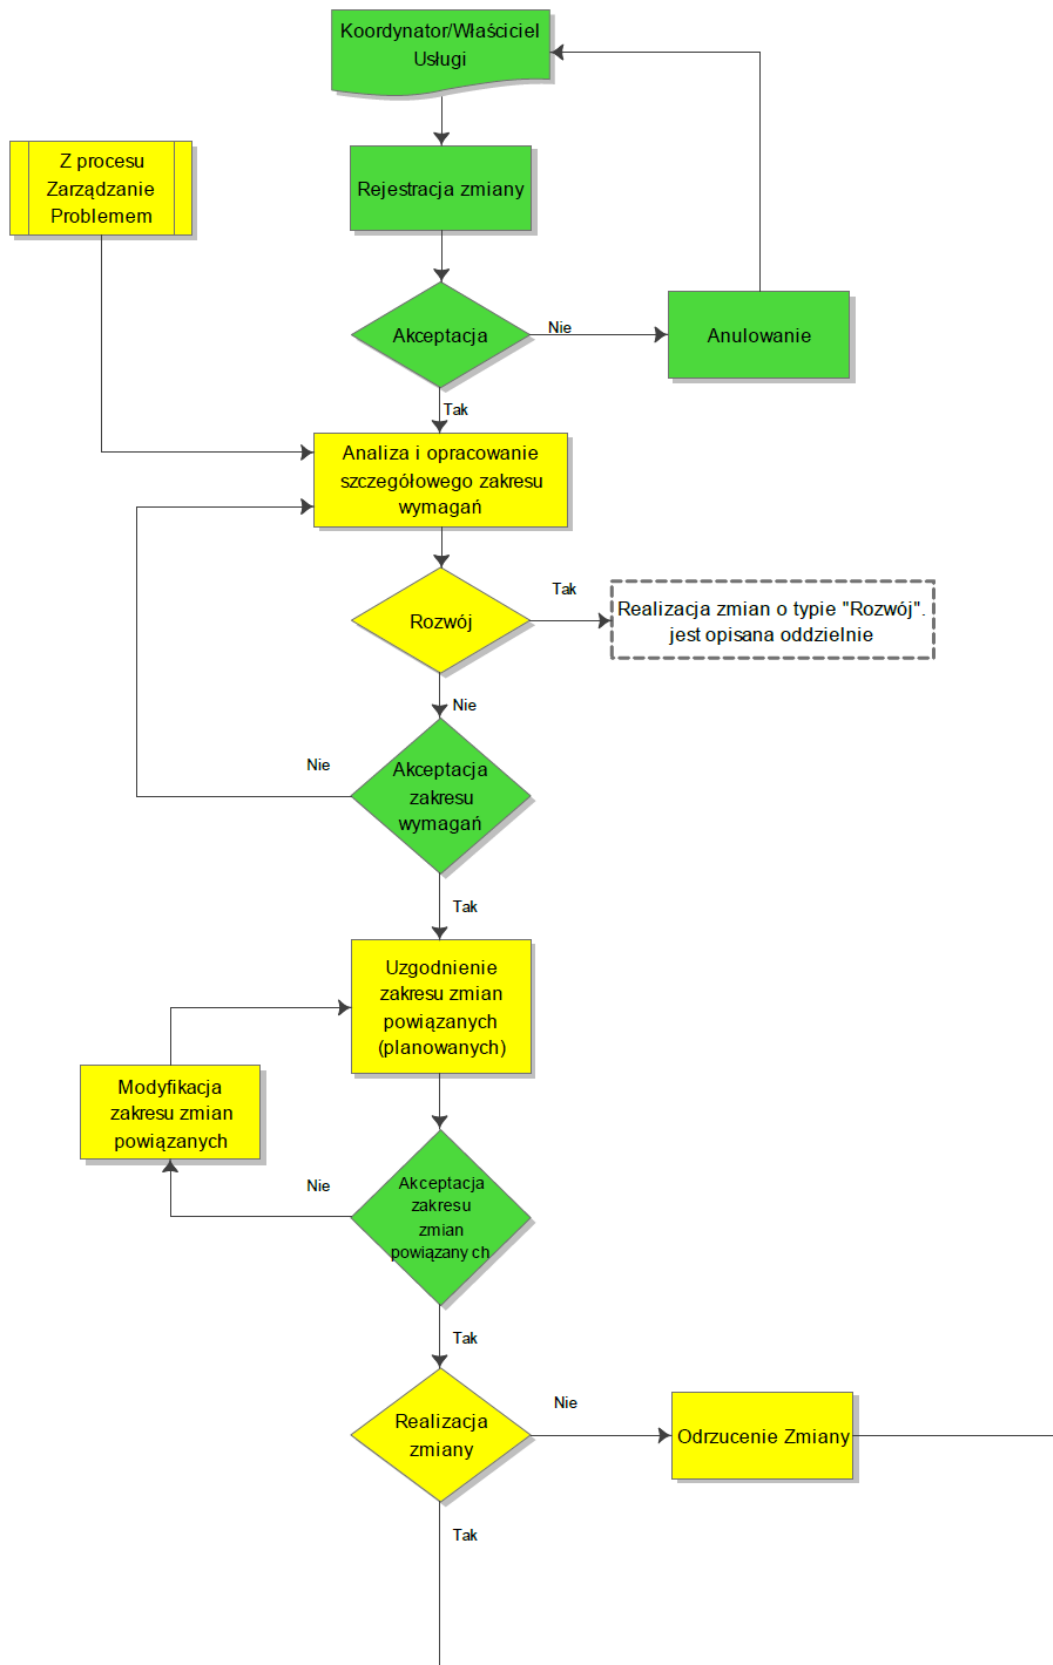 Koordynator/Właściciel
Usługi
Z procesu
Zarządzanie
Problemem
Rejestracja zmiany
Akceptacja
Nie
Anulowanie
Tak
Analiza i opracowanie
szczegółowego zakresu
wymagań
Rozwój
Tak
Realizacja zmian o typie "Rozwój".
jest opisana oddzielnie
Nie
Nie
Akceptacja
zakresu
wymagań
Tak
Uzgodnienie
zakresu zmian
powiązanych
(planowanych)
Modyfikacja
zakresu zmian
powiązanych
Nie
Akceptacja
zakresu
zmian
powiązany ch
Tak
Realizacja
zmiany
Nie
Odrzucenie Zmiany
Tak